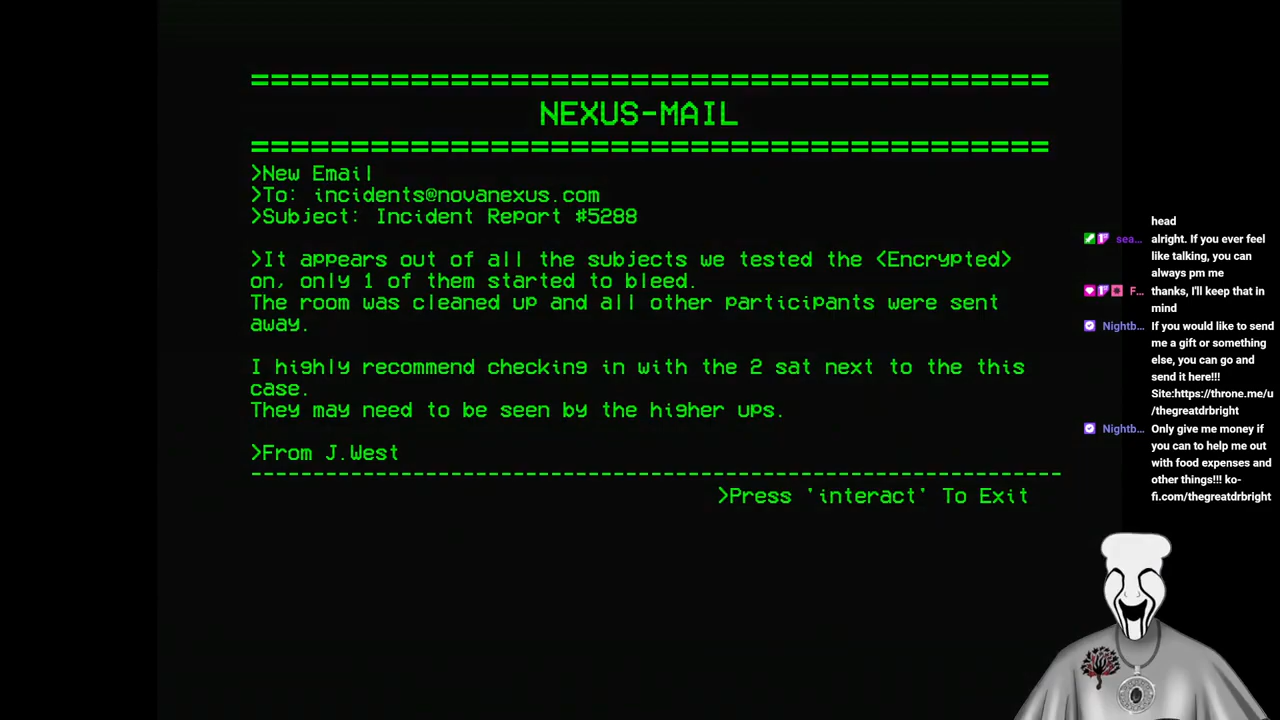 ========================================
NEXUS-MAIL
========================================
>New Email
>To: incidents@novanexus.com
>Subject: Incident Report #5288
>It appears out of all the subjects we tested the <Encrypted>
on, only 1 of them started to bleed.
The room was cleaned up and all other participants were sent
away.
I highly recommend checking in with the 2 sat next to the this
case.
They may need to be seen by the higher ups.
>From J.West
------------------------------------------------------------
>Press 'interact' To Exit
head
sea... alright. If you ever feel
like talking, you can
always pm me
F... thanks, I'll keep that in
mind
Nightb... If you would like to send
me a gift or something
else, you can go and
send it here!!!
Site:https://throne.me/u
/thegreatdrbright
Nightb... Only give me money if
you can to help me out
with food expenses and
other things!!! ko-
fi.com/thegreatdrbright